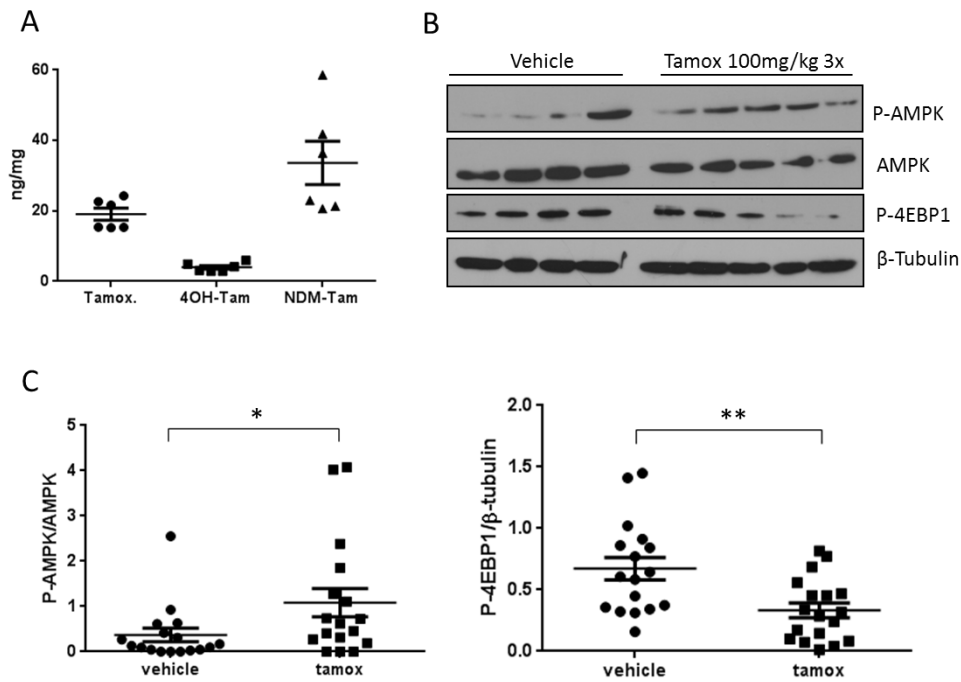 A
ng/mg
60
40
20
0
Tamox. 4OH-Tam NDM-Tam
B
Vehicle Tamox 100mg/kg 3x
P-AMPK
AMPK
P-4EBP1
β-Tubulin
C
P-AMPK/AMPK
5
4
3
2
1
0
*
vehicle tamox
P-4EBP1/β-tubulin
2.0
1.5
1.0
0.5
0.0
**
vehicle tamox